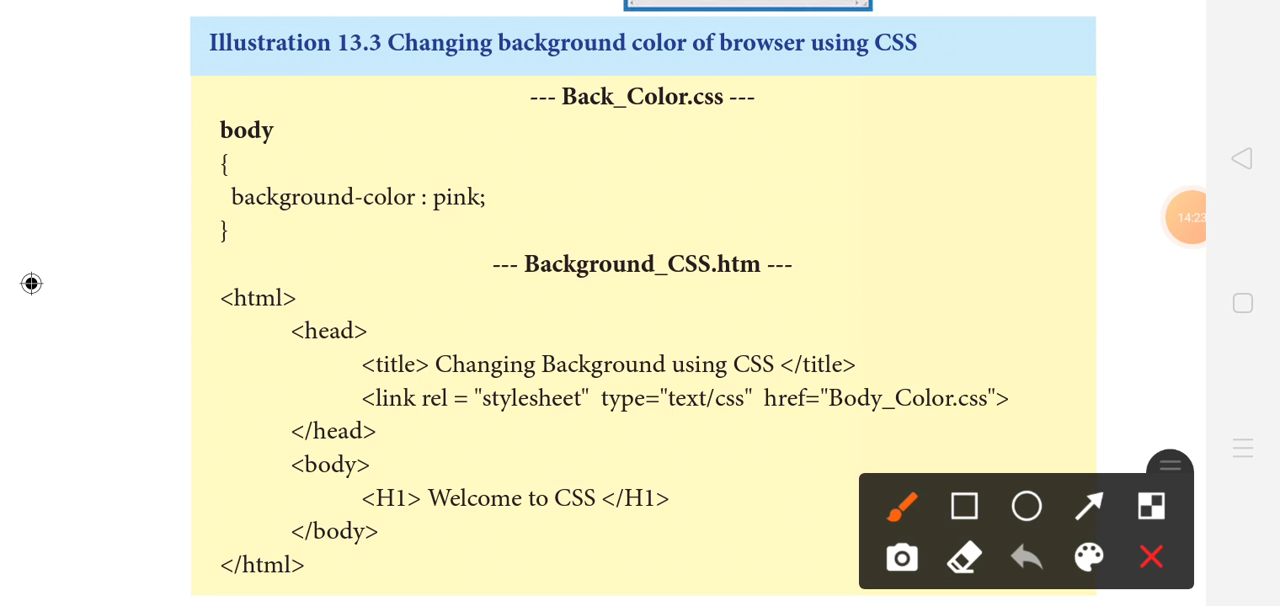 Illustration 13.3 Changing background color of browser using CSS
--- Back_Color.css ---
body
{
background-color : pink;
}
--- Background_CSS.htm ---
<html>
<head>
<title> Changing Background using CSS </title>
<link rel = "stylesheet" type="text/css" href="Body_Color.css">
</head>
<body>
<H1> Welcome to CSS </H1>
</body>
</html>
14:23